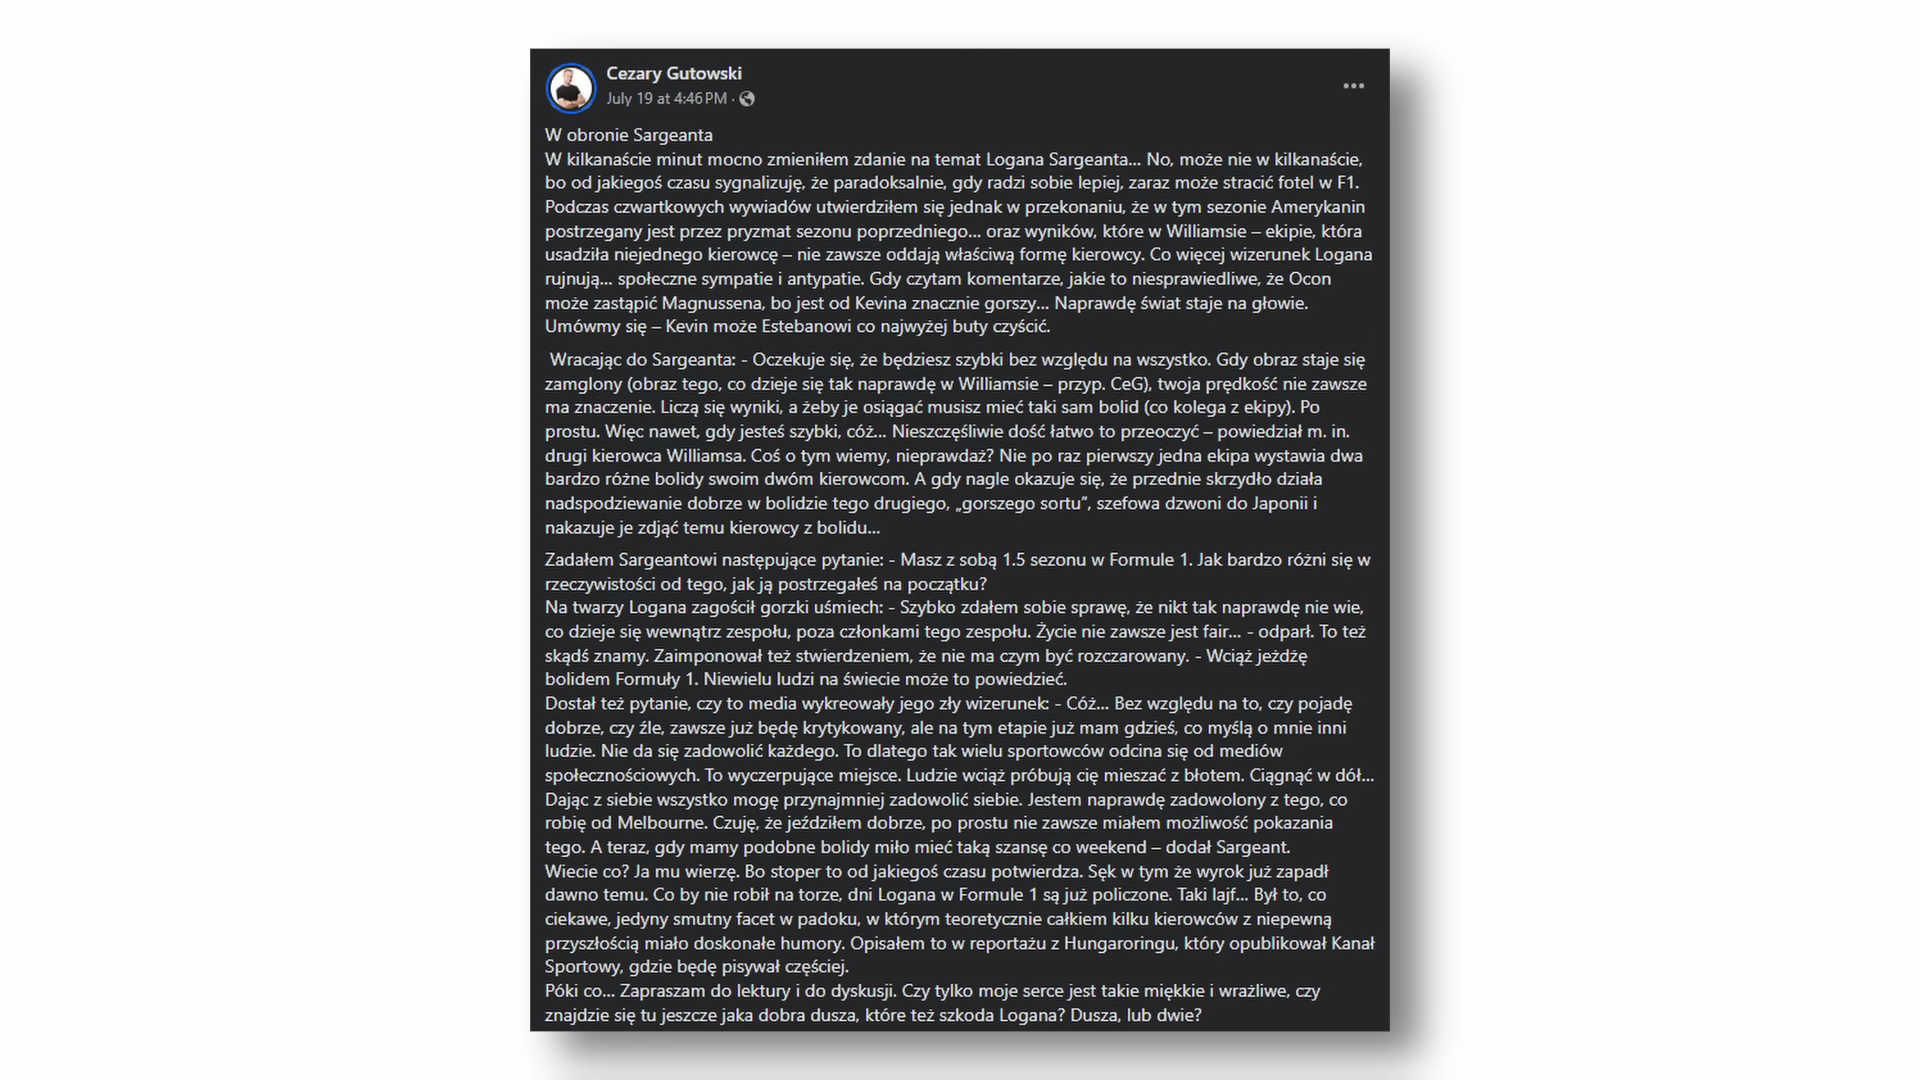 Cezary Gutowski
July 19 at 4:46 PM ·
W obronie Sargeanta
W kilkanaście minut mocno zmieniłem zdanie na temat Logana Sargeanta... No, może nie w kilkanaście,
bo od jakiegoś czasu sygnalizuję, że paradoksalnie, gdy radzi sobie lepiej, zaraz może stracić fotel w F1.
Podczas czwartkowych wywiadów utwierdziłem się jednak w przekonaniu, że w tym sezonie Amerykanin
postrzegany jest przez pryzmat sezonu poprzedniego... oraz wyników, które w Williamsie – ekipie, która
usadziła niejednego kierowcę – nie zawsze oddają właściwą formę kierowcy. Co więcej wizerunek Logana
rujnują... społeczne sympatie i antypatie. Gdy czytam komentarze, jakie to niesprawiedliwe, że Ocon
może zastąpić Magnussena, bo jest od Kevina znacznie gorszy... Naprawdę świat staje na głowie.
Umówmy się – Kevin może Estebanowi co najwyżej buty czyścić.
Wracając do Sargeanta: - Oczekuje się, że będziesz szybki bez względu na wszystko. Gdy obraz staje się
zamglony (obraz tego, co dzieje się tak naprawdę w Williamsie – przyp. CeG), twoja prędkość nie zawsze
ma znaczenie. Liczą się wyniki, a żeby je osiągać musisz mieć taki sam bolid (co kolega z ekipy). Po
prostu. Więc nawet, gdy jesteś szybki, cóż... Nieszczęśliwie dość łatwo to przeoczyć – powiedział m. in.
drugi kierowca Williamsa. Coś o tym wiemy, nieprawdaż? Nie po raz pierwszy jedna ekipa wystawia dwa
bardzo różne bolidy swoim dwóm kierowcom. A gdy nagle okazuje się, że przednie skrzydło działa
nadspodziewanie dobrze w bolidzie tego drugiego, „gorszego sortu”, szefowa dzwoni do Japonii i
nakazuje je zdjąć temu kierowcy z bolidu...
Zadałem Sargeantowi następujące pytanie: - Masz z sobą 1.5 sezonu w Formule 1. Jak bardzo różni się w
rzeczywistości od tego, jak ją postrzegałeś na początku?
Na twarzy Logana zagościł gorzki uśmiech: - Szybko zdałem sobie sprawę, że nikt tak naprawdę nie wie,
co dzieje się wewnątrz zespołu, poza członkami tego zespołu. Życie nie zawsze jest fair... - odparł. To też
skądś znamy. Zaimponował też stwierdzeniem, że nie ma czym być rozczarowany. - Wciąż jeżdżę
bolidem Formuły 1. Niewielu ludzi na świecie może to powiedzieć.
Dostał też pytanie, czy to media wykreowały jego zły wizerunek: - Cóż... Bez względu na to, czy pojadę
dobrze, czy źle, zawsze już będę krytykowany, ale na tym etapie już mam gdzieś, co myślą o mnie inni
ludzie. Nie da się zadowolić każdego. To dlatego tak wielu sportowców odcina się od mediów
społecznościowych. To wyczerpujące miejsce. Ludzie wciąż próbują cię mieszać z błotem. Ciągnąć w dół...
Dając z siebie wszystko mogę przynajmniej zadowolić siebie. Jestem naprawdę zadowolony z tego, co
robię od Melbourne. Czuję, że jeździłem dobrze, po prostu nie zawsze miałem możliwość pokazania
tego. A teraz, gdy mamy podobne bolidy miło mieć taką szansę co weekend – dodał Sargeant.
Wiecie co? Ja mu wierzę. Bo stoper to od jakiegoś czasu potwierdza. Sęk w tym że wyrok już zapadł
dawno temu. Co by nie robił na torze, dni Logana w Formule 1 są już policzone. Taki lajf... Był to, co
ciekawe, jedyny smutny facet w padoku, w którym teoretycznie całkiem kilku kierowców z niepewną
przyszłością miało doskonałe humory. Opisałem to w reportażu z Hungaroringu, który opublikował Kanał
Sportowy, gdzie będę pisywał częściej.
Póki co... Zapraszam do lektury i do dyskusji. Czy tylko moje serce jest takie miękkie i wrażliwe, czy
znajdzie się tu jeszcze jaka dobra dusza, które też szkoda Logana? Dusza, lub dwie?